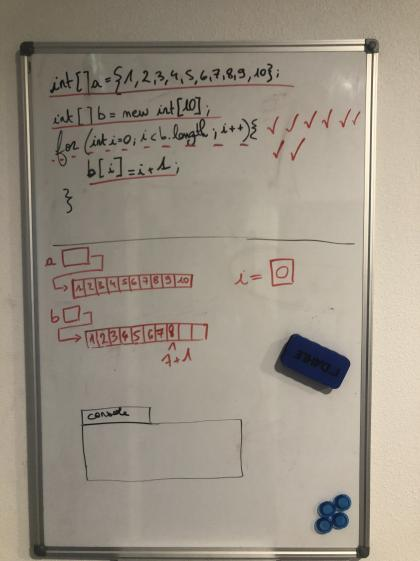 int[] a = {1,2,3,4,5,6,7,8,9,10};
int[] b = new int[10];
for (int i=0; i<b.length; i++){
b[i] = i+1;
}
a
1 2 3 4 5 6 7 8 9 10
i = 0
b
1 2 3 4 5 6 7 8
7+1
console
DAHLE